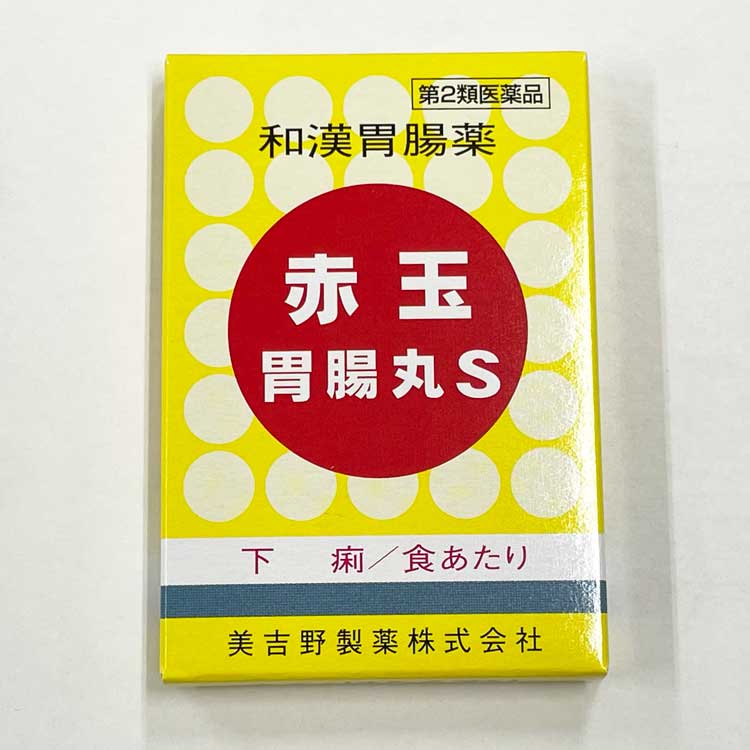 第2類医薬品
和漢胃腸薬
赤玉
胃腸丸S
下痢／食あたり
美吉野製薬株式会社